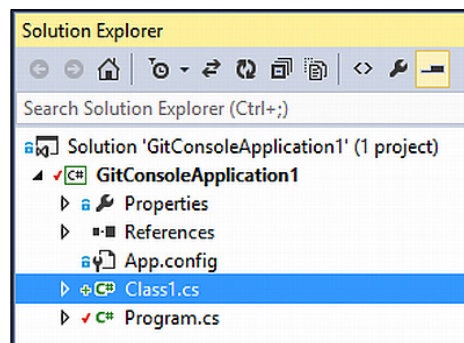 Solution Explorer
Search Solution Explorer (Ctrl+;)
Solution 'GitConsoleApplication1' (1 project)
C# GitConsoleApplication1
Properties
References
App.config
C# Class1.cs
C# Program.cs